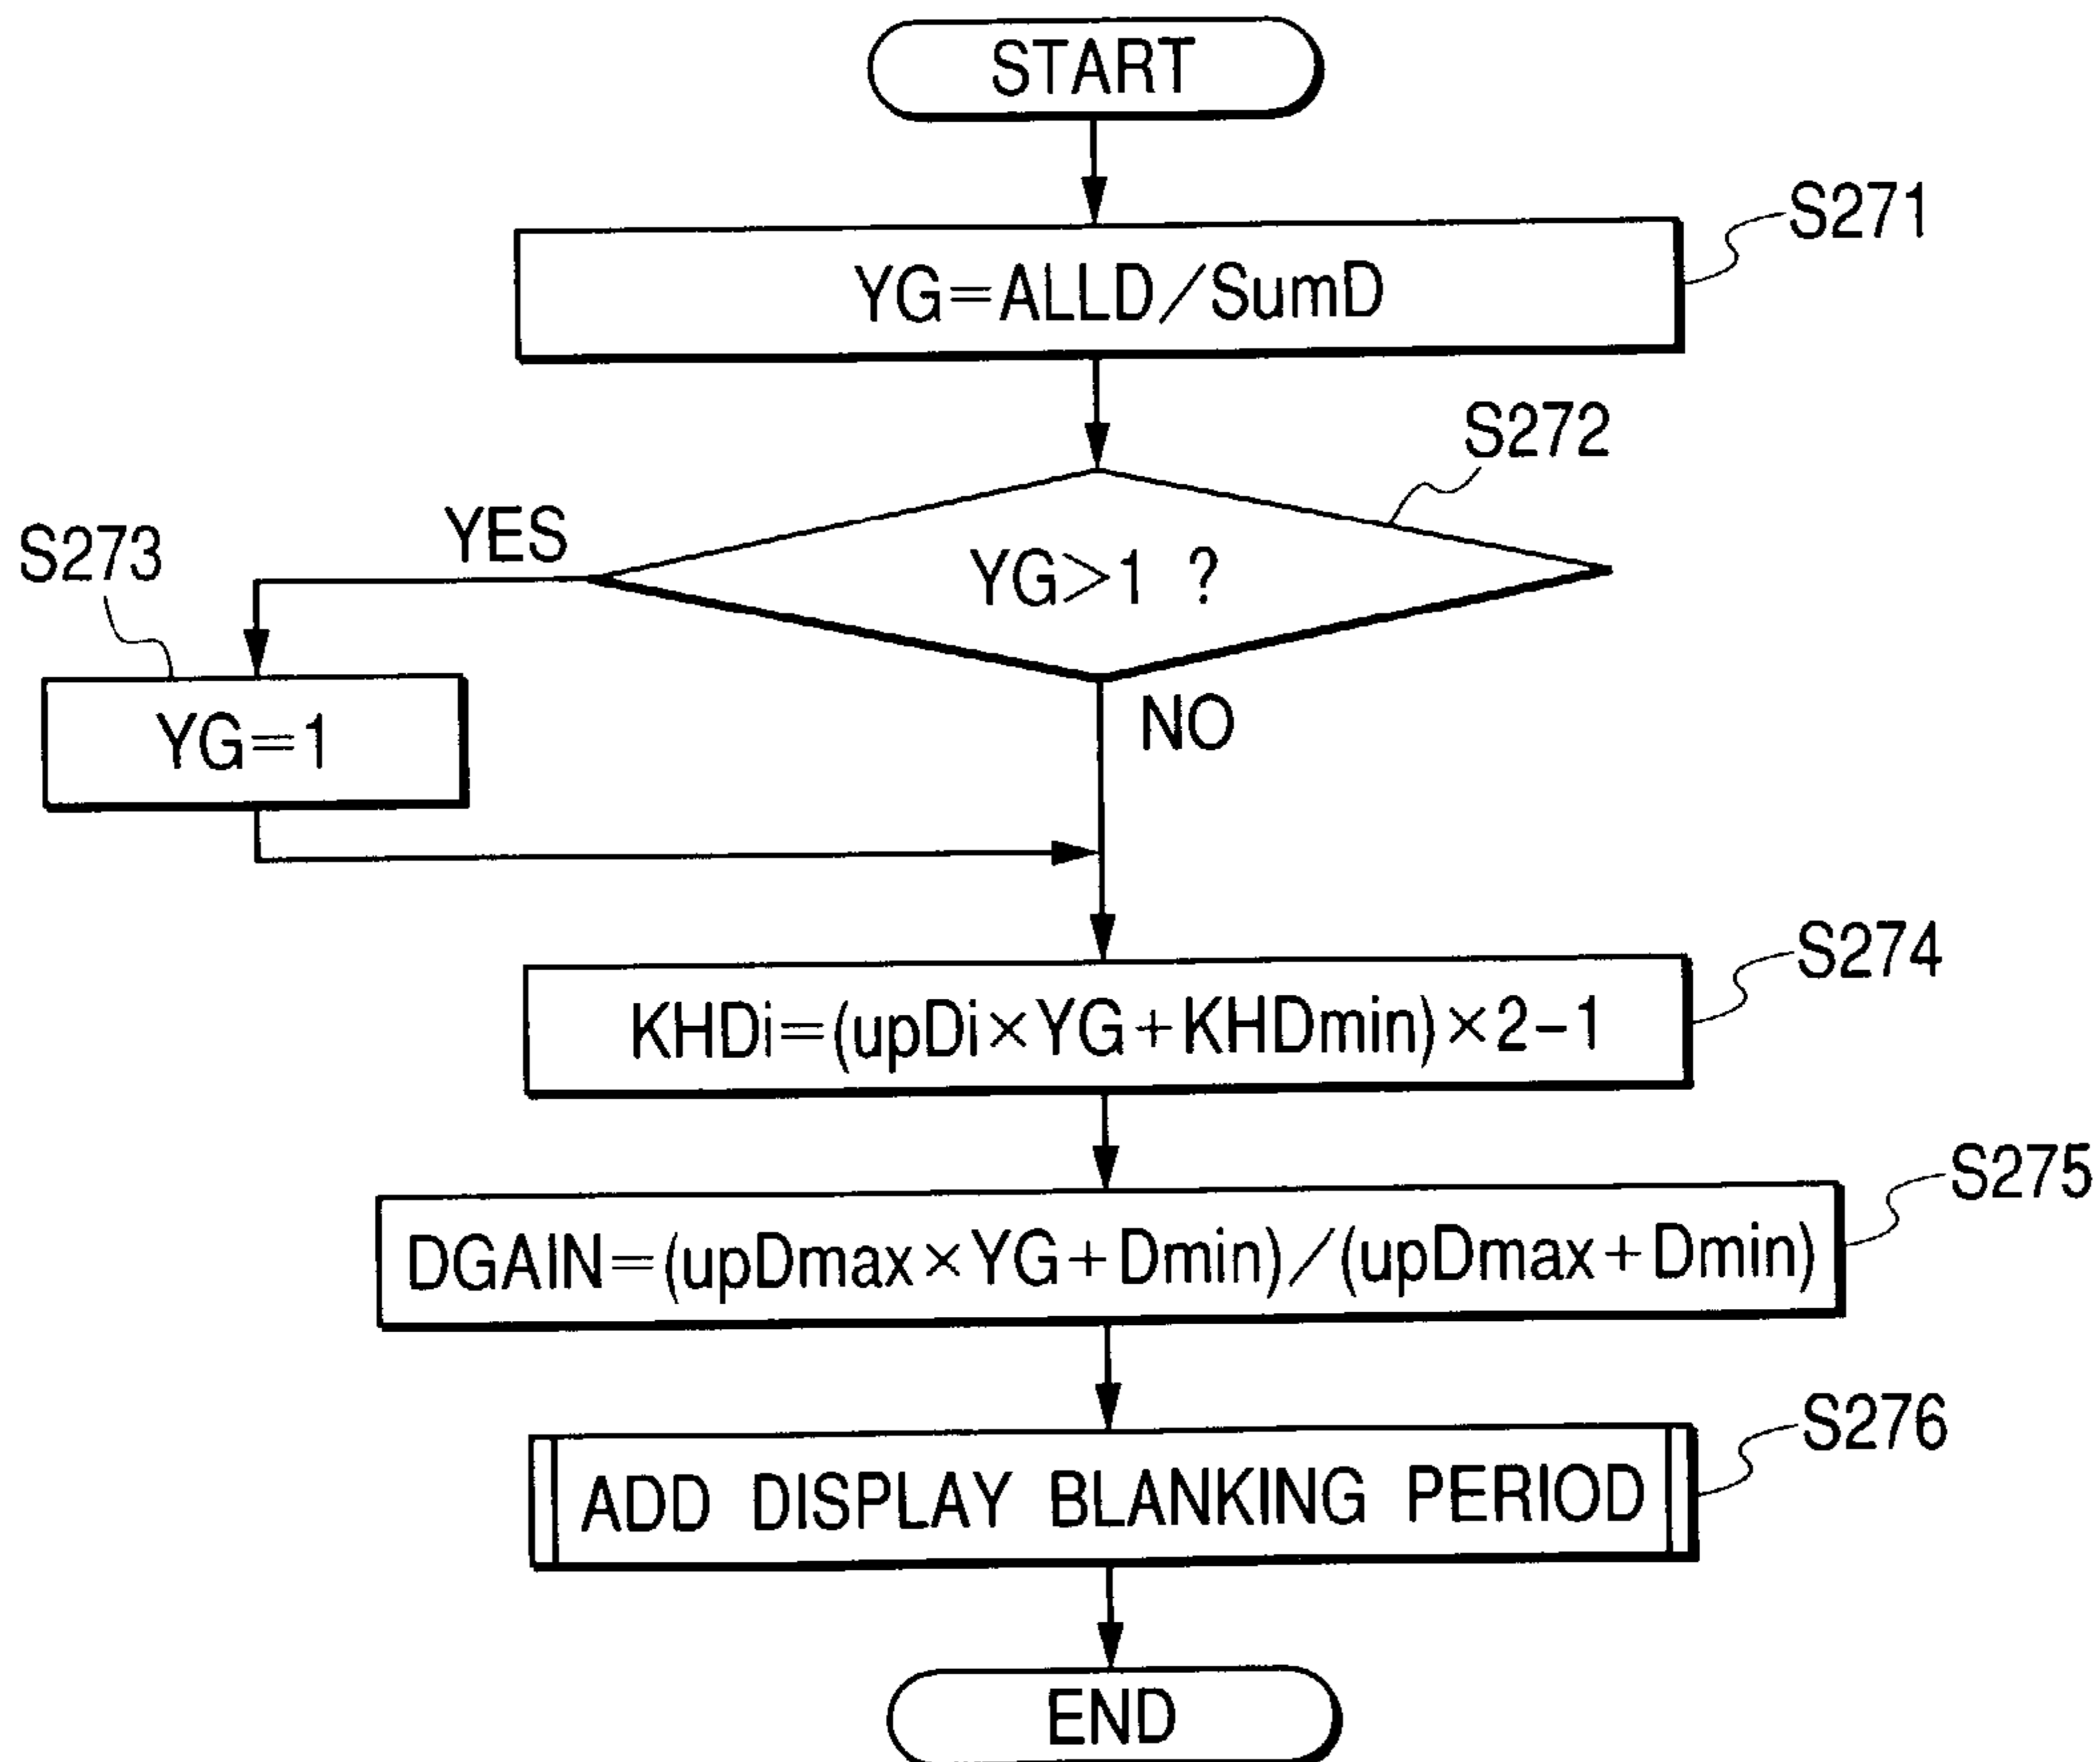 START
S271
YG=ALLD/SumD
S272
YES
YG>1 ?
S273
NO
YG=1
S274
KHDi=(upDi×YG+KHDmin)×2-1
S275
DGAIN=(upDmax×YG+Dmin)/(upDmax+Dmin)
S276
ADD DISPLAY BLANKING PERIOD
END